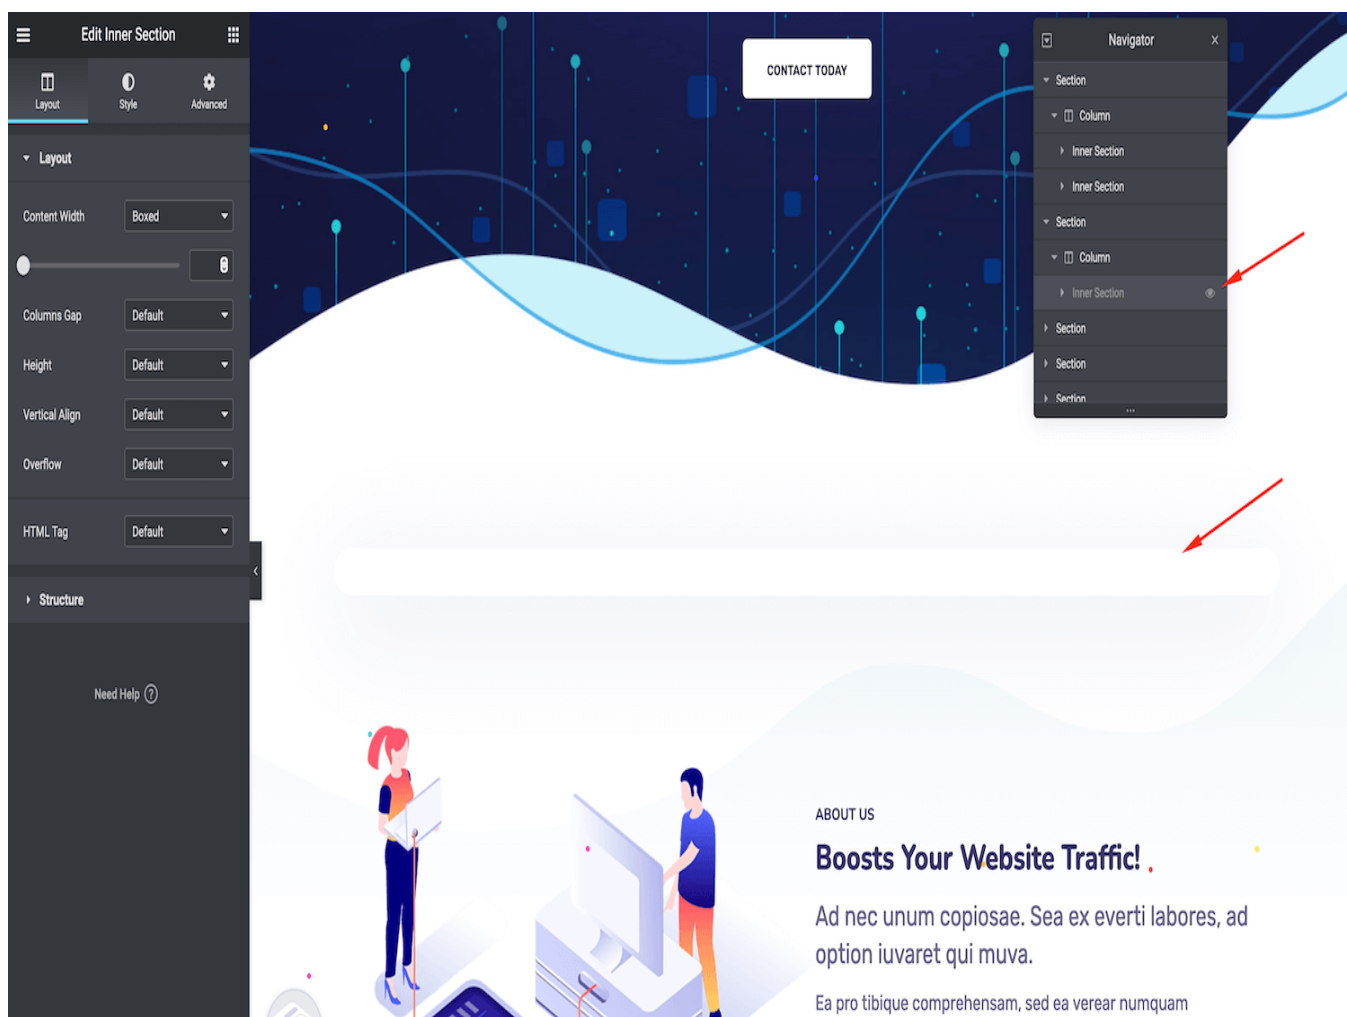 Edit Inner Section
Layout
Style
Advanced
Layout
Content Width
Boxed
Columns Gap
Default
Height
Default
Vertical Align
Default
Overflow
Default
HTML Tag
Default
Structure
Need Help ?
CONTACT TODAY
Navigator
Section
Column
Inner Section
Inner Section
Section
Column
Inner Section
Section
Section
Section
ABOUT US
Boosts Your Website Traffic!
Ad nec unum copiosae. Sea ex everti labores, ad
option iuvaret qui muva.
Ea pro tibique comprehensam, sed ea verear numquam